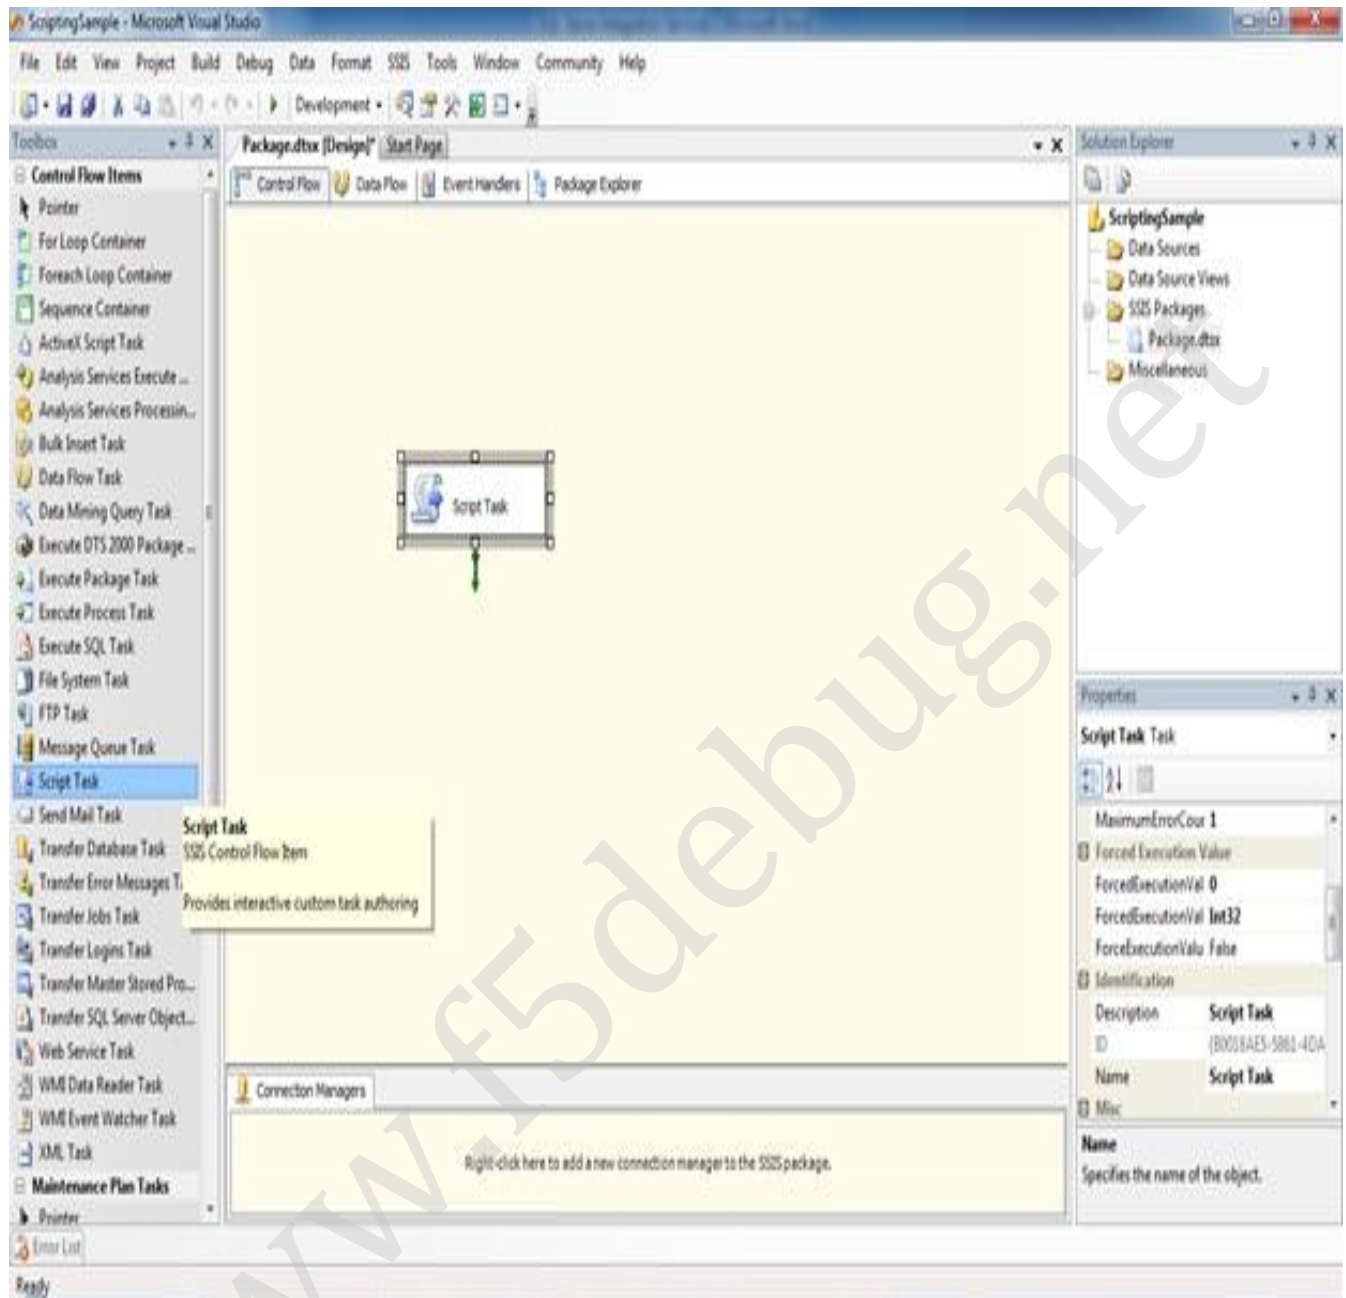 ScriptingSample - Microsoft Visual Studio
File Edit View Project Build Debug Data Format SSIS Tools Window Community Help
Development
Toolbox
Control Flow Items
Pointer
For Loop Container
Foreach Loop Container
Sequence Container
ActiveX Script Task
Analysis Services Execute ...
Analysis Services Processin...
Bulk Insert Task
Data Flow Task
Data Mining Query Task
Execute DTS 2000 Package ...
Execute Package Task
Execute Process Task
Execute SQL Task
File System Task
FTP Task
Message Queue Task
Script Task
Send Mail Task
Transfer Database Task
Transfer Error Messages T
Transfer Jobs Task
Transfer Logins Task
Transfer Master Stored Pro...
Transfer SQL Server Object...
Web Service Task
WMI Data Reader Task
WMI Event Watcher Task
XML Task
Maintenance Plan Tasks
Pointer
Script Task
SSIS Control Flow Item
Provides interactive custom task authoring
Package.dtsx [Design]* Start Page
Control Flow Data Flow Event Handlers Package Explorer
Script Task
Connection Managers
Right-click here to add a new connection manager to the SSIS package.
Solution Explorer
ScriptingSample
Data Sources
Data Source Views
SSIS Packages
Package.dtsx
Miscellaneous
Properties
Script Task Task
MaximumErrorCour 1
Forced Execution Value
ForcedExecutionVal 0
ForcedExecutionVal Int32
ForceExecutionValu False
Identification
Description Script Task
ID
Name Script Task
Misc
Name
Specifies the name of the object.
Error List
Ready
www.f5debug.net